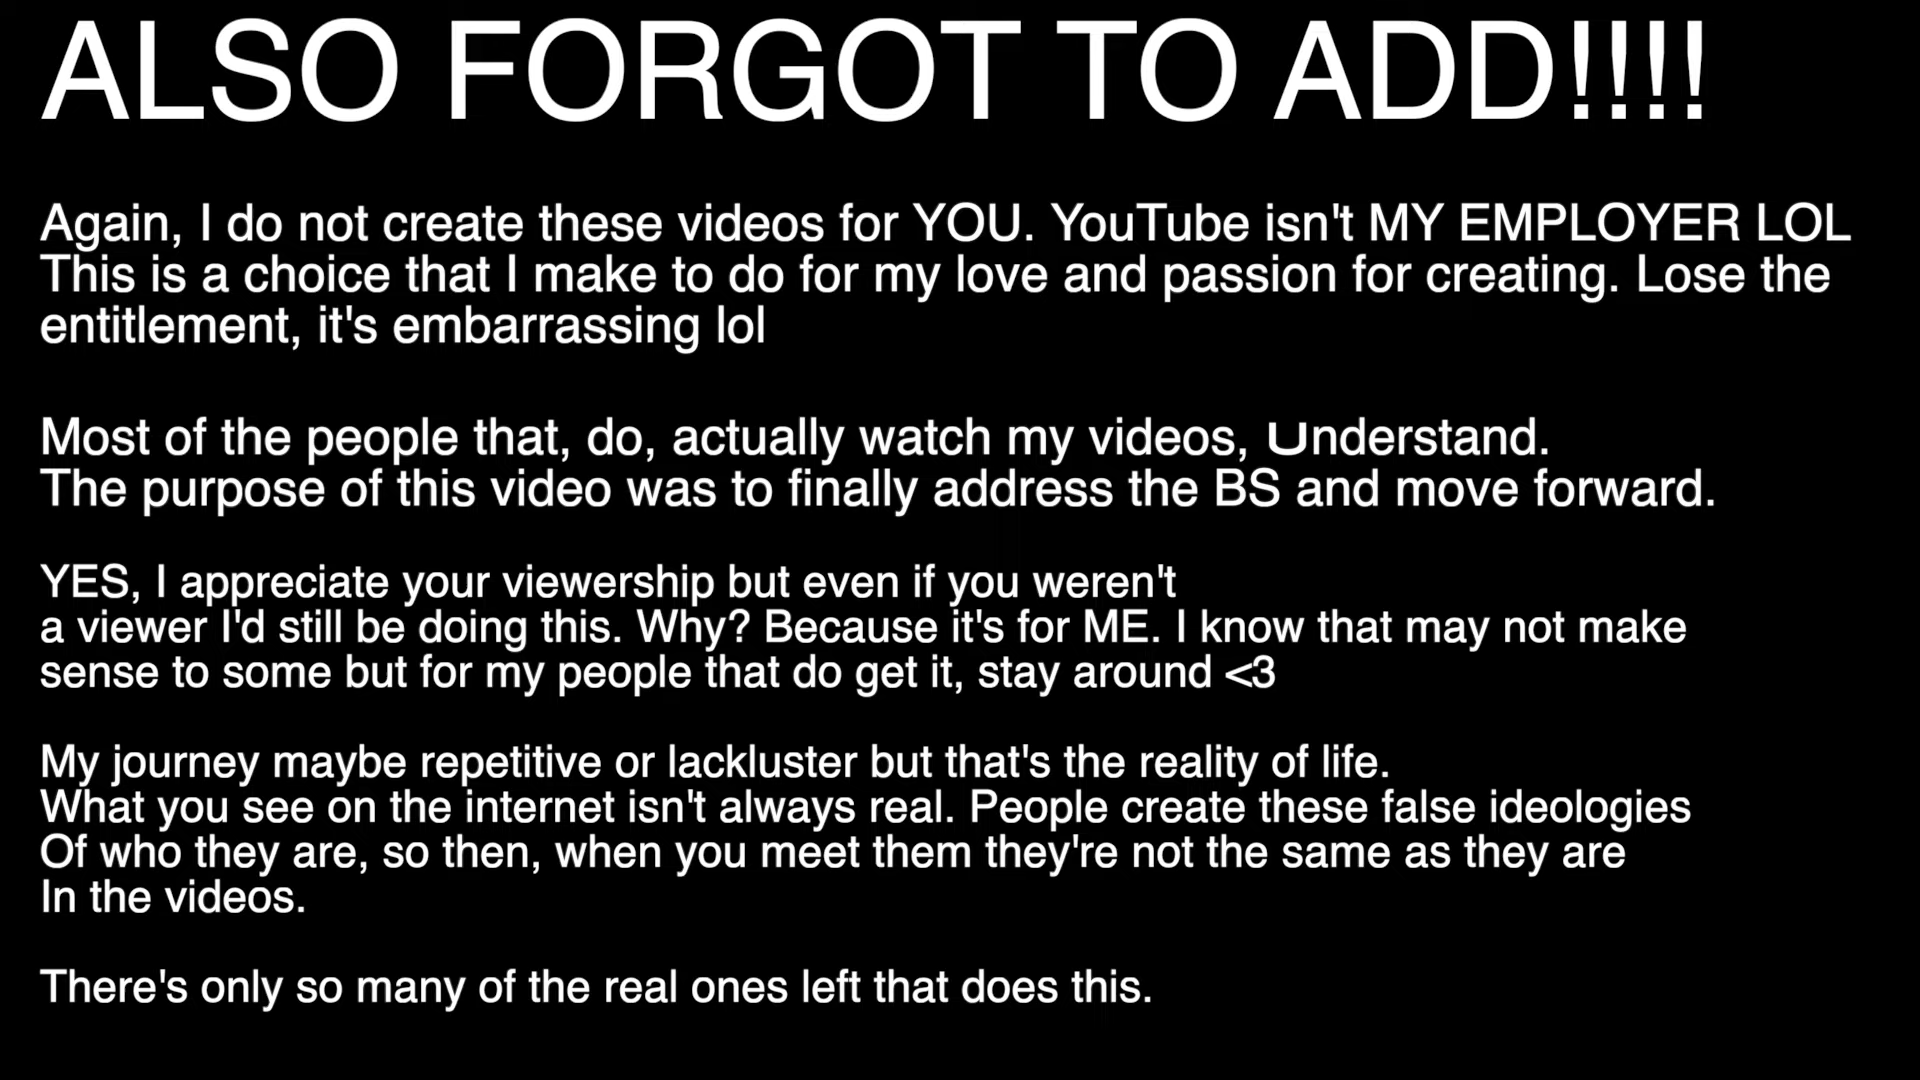 ALSO FORGOT TO ADD!!!!
Again, I do not create these videos for YOU. YouTube isn't MY EMPLOYER LOL
This is a choice that I make to do for my love and passion for creating. Lose the
entitlement, it's embarrassing lol
Most of the people that, do, actually watch my videos, Understand.
The purpose of this video was to finally address the BS and move forward.
YES, I appreciate your viewership but even if you weren't
a viewer I'd still be doing this. Why? Because it's for ME. I know that may not make
sense to some but for my people that do get it, stay around <3
My journey maybe repetitive or lackluster but that's the reality of life.
What you see on the internet isn't always real. People create these false ideologies
Of who they are, so then, when you meet them they're not the same as they are
In the videos.
There's only so many of the real ones left that does this.